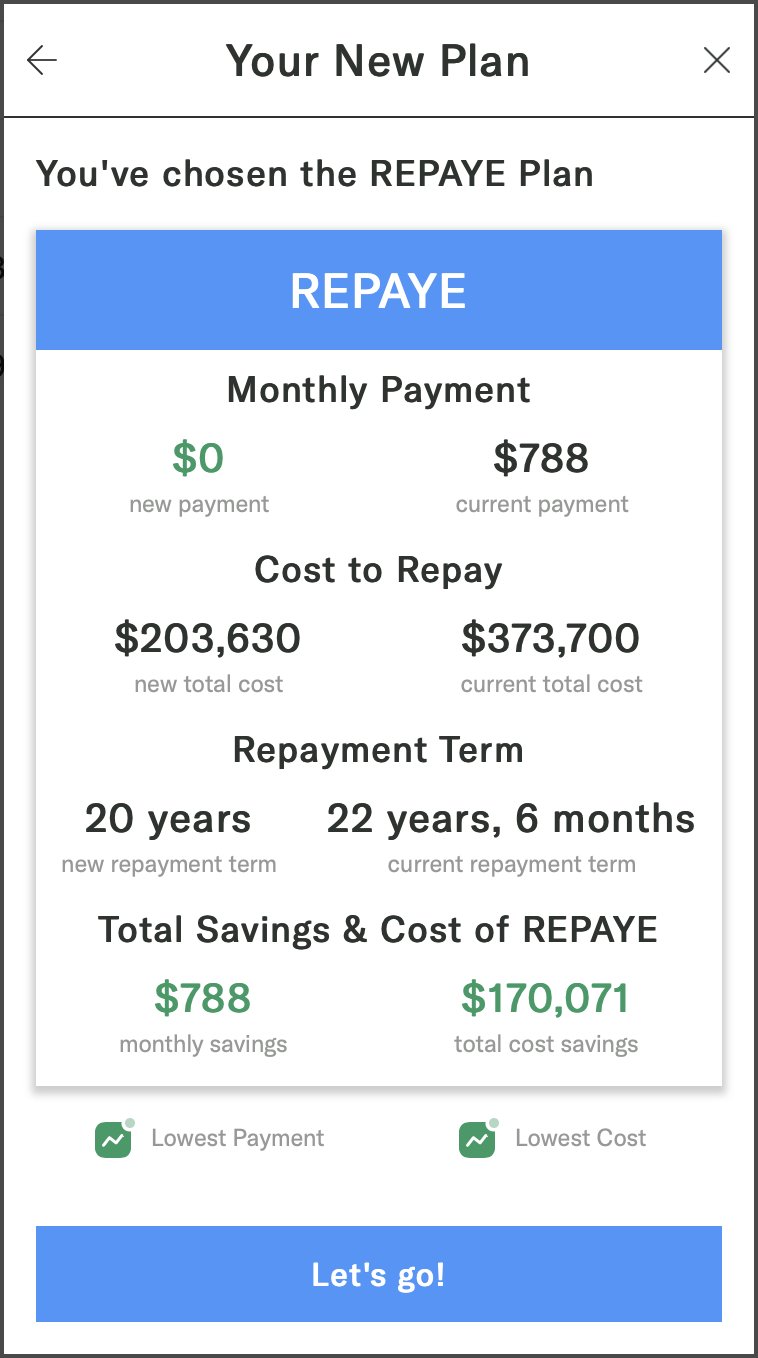 Your New Plan
You've chosen the REPAYE Plan
REPAYE
Monthly Payment
$0 $788
new payment current payment
Cost to Repay
$203,630 $373,700
new total cost current total cost
Repayment Term
20 years 22 years, 6 months
new repayment term current repayment term
Total Savings & Cost of REPAYE
$788 $170,071
monthly savings total cost savings
Lowest Payment Lowest Cost
Let's go!